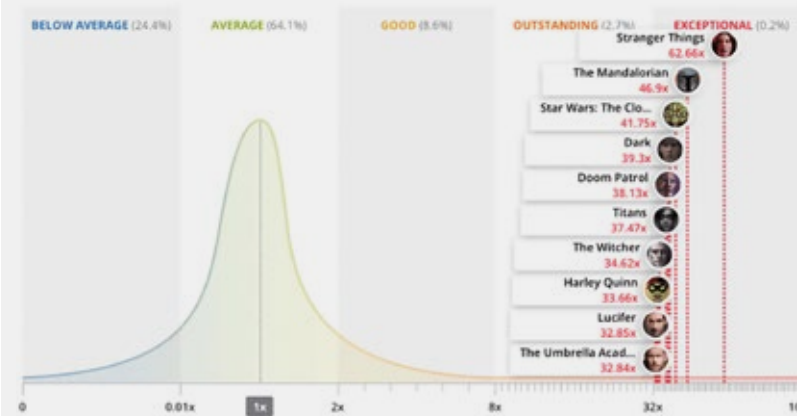 BELOW AVERAGE (24.4%)
AVERAGE (64.1%)
GOOD (8.6%)
OUTSTANDING (2.7%)
EXCEPTIONAL (0.2%)
Stranger Things
62.66x
The Mandalorian
46.9x
Star Wars: The Clo...
41.75x
Dark
39.3x
Doom Patrol
38.13x
Titans
37.47x
The Witcher
34.62x
Harley Quinn
33.66x
Lucifer
32.85x
The Umbrella Acad...
32.84x
0
0.01x
1x
2x
8x
32x